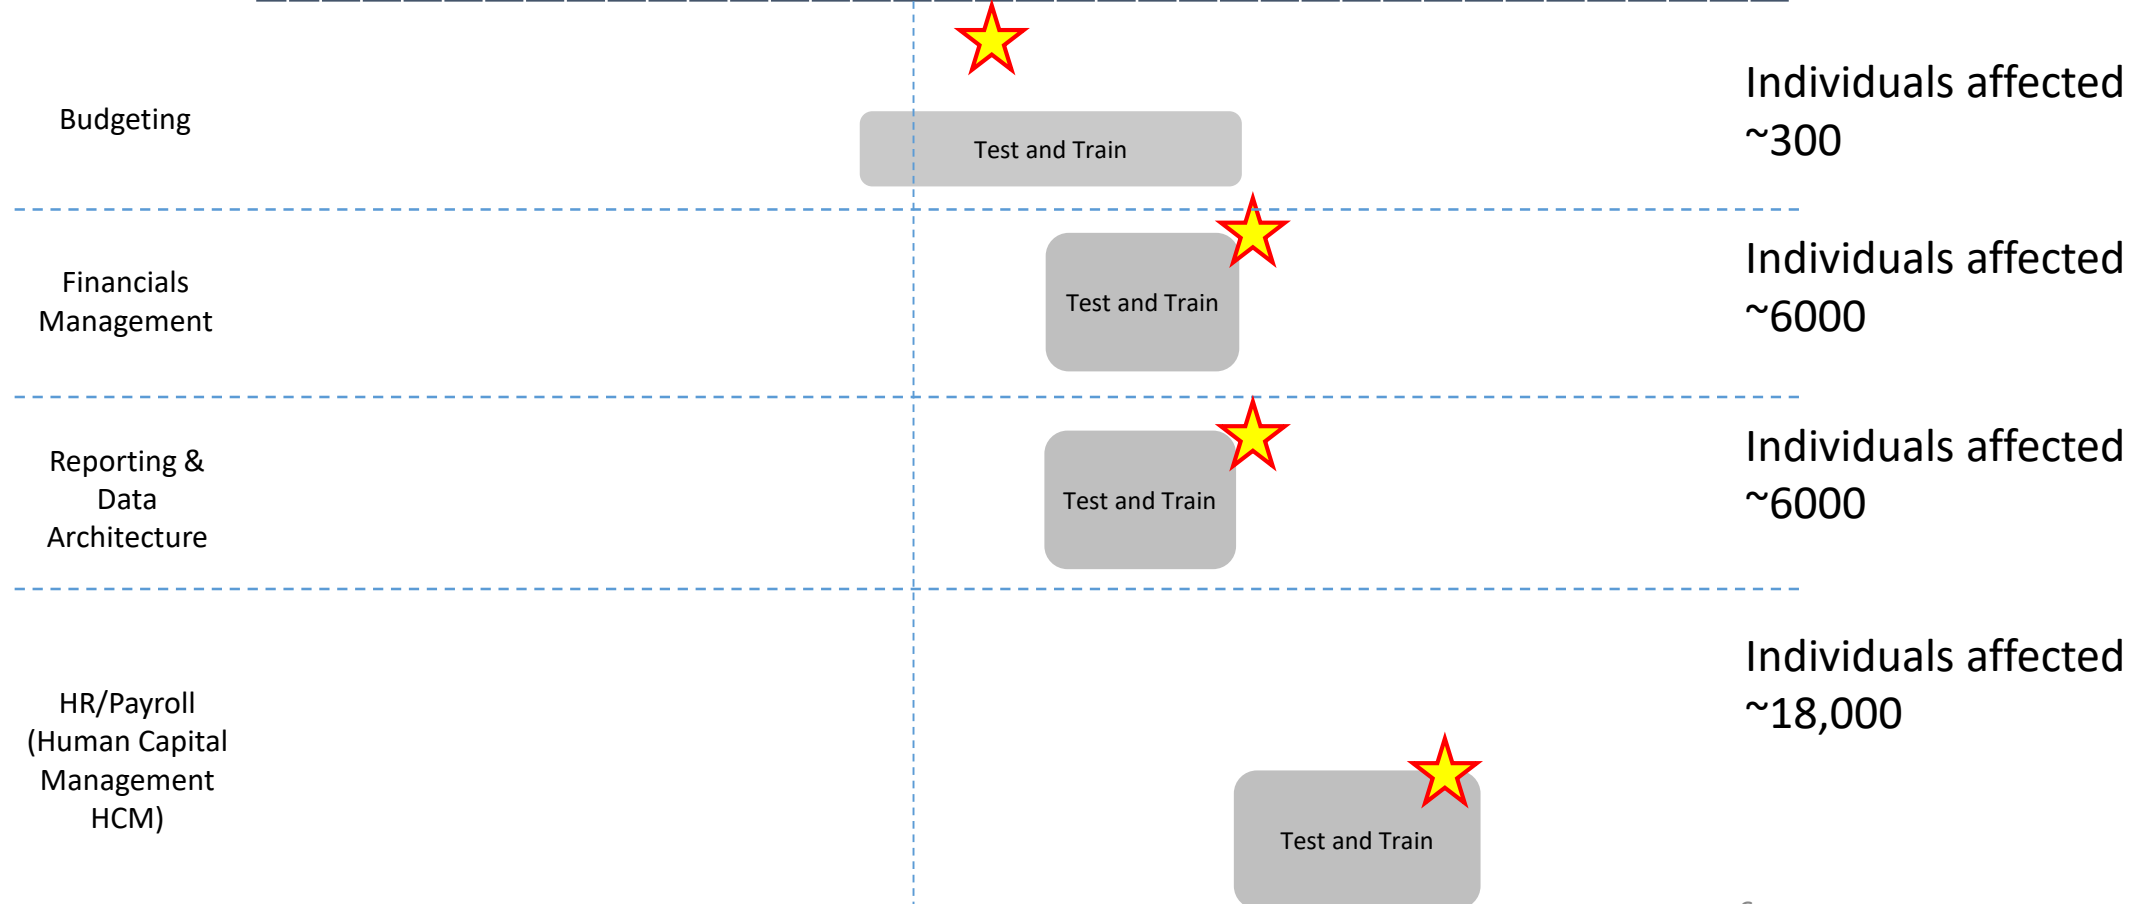 Budgeting
Test and Train
Individuals affected
~300
Financials
Management
Test and Train
Individuals affected
~6000
Reporting &
Data
Architecture
Test and Train
Individuals affected
~6000
HR/Payroll
(Human Capital
Management
HCM)
Test and Train
Individuals affected
~18,000